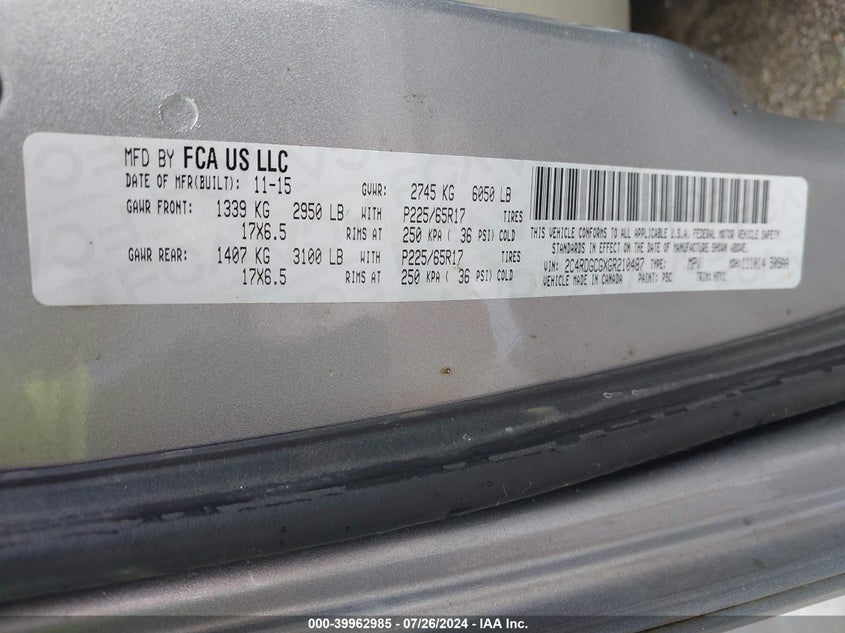 MFD BY FCA US LLC
DATE OF MFR(BUILT): 11-15 GVWR: 2745 KG 6050 LB
GAWR FRONT: 1339 KG 2950 LB WITH P225/65R17 TIRES
17X6.5 RIMS AT 250 KPA ( 36 PSI) COLD
GAWR REAR: 1407 KG 3100 LB WITH P225/65R17 TIRES
17X6.5 RIMS AT 250 KPA ( 36 PSI) COLD
THIS VEHICLE CONFORMS TO ALL APPLICABLE U.S.A. FEDERAL MOTOR VEHICLE SAFETY
STANDARDS IN EFFECT ON THE DATE OF MANUFACTURE SHOWN ABOVE.
VIN: 2C4RDGCGXGR210487 TYPE: MPV MDH: 111014
VEHICLE MADE IN CANADA PAINT: PSC TRIM:
000-39962985 / 07/26/2024 - IAA Inc.